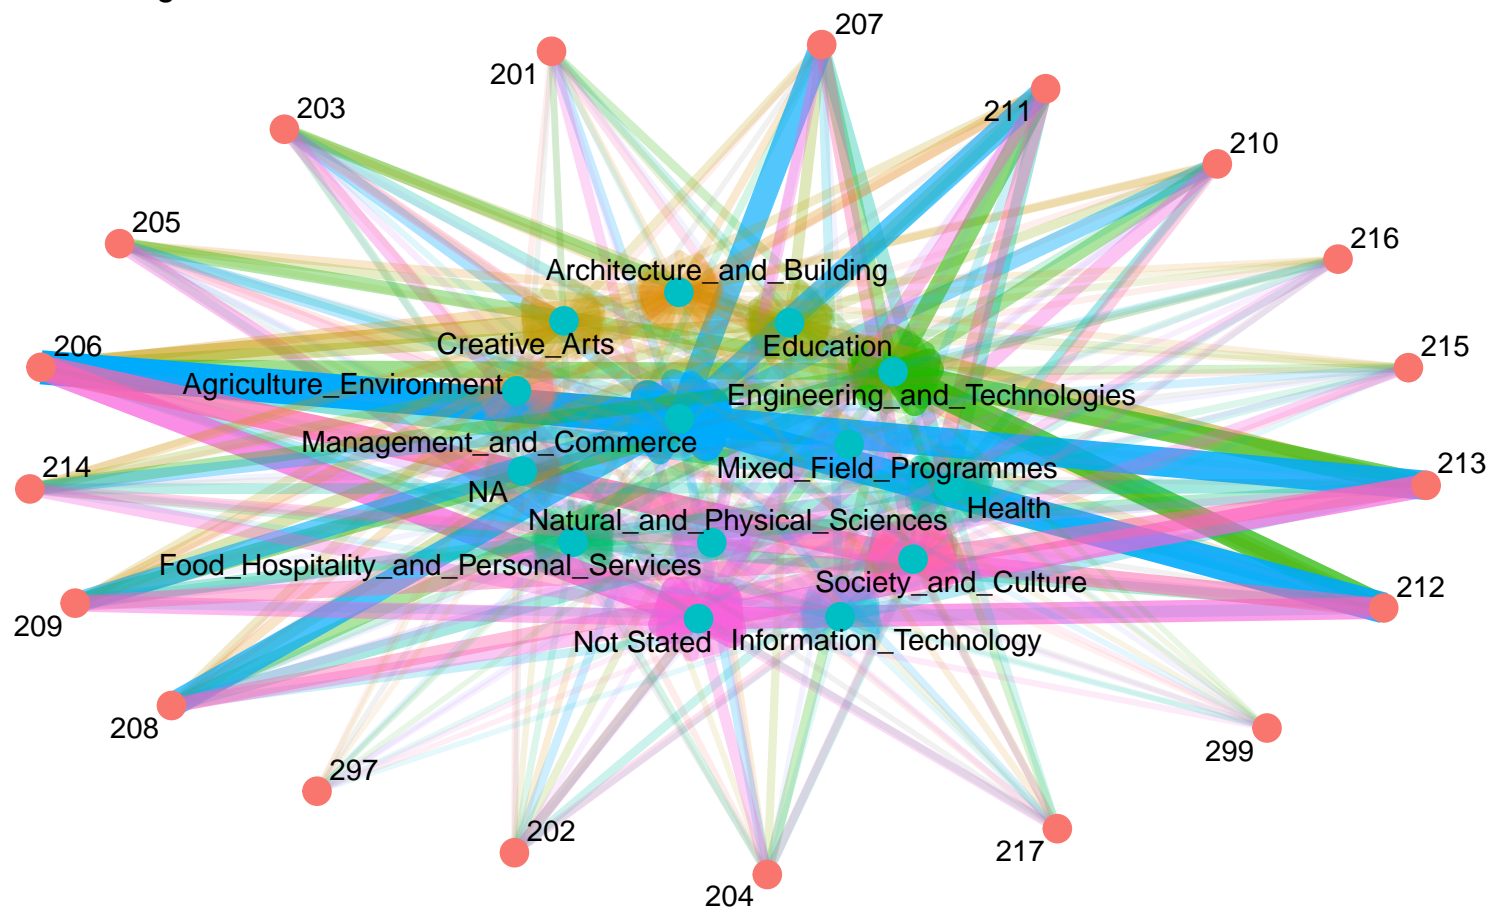 207
201
203
211
210
205
216
Architecture_and_Building
Creative_Arts
Education
206
215
Agriculture_Environment
Engineering_and_Technologies
Management_and_Commerce
Mixed_Field_Programmes
214
213
NA
Health
Natural_and_Physical_Sciences
Food_Hospitality_and_Personal_Services
Society_and_Culture
212
209
Not Stated
Information_Technology
208
299
297
202
217
204